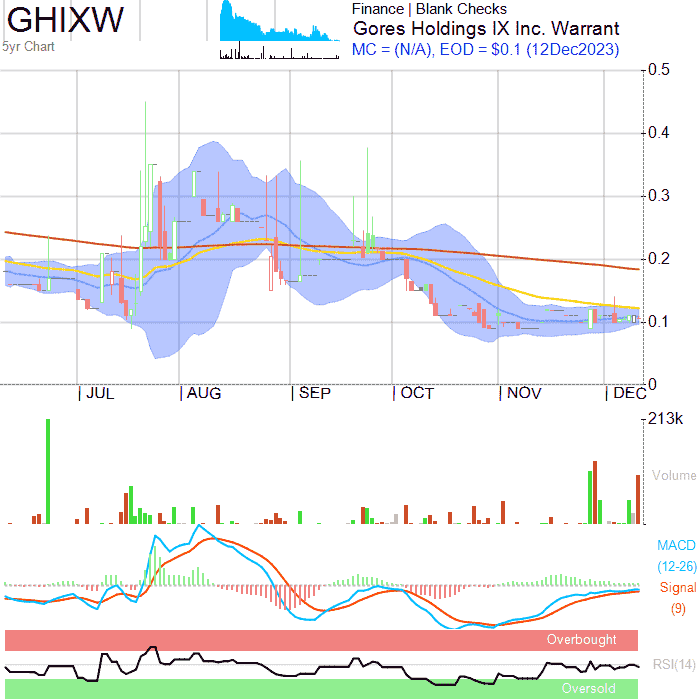 GHIXW
Finance | Blank Checks
Gores Holdings IX Inc. Warrant
5yr Chart
MC = (N/A), EOD = $0.1 (12Dec2023)
0.5
0.4
0.3
0.2
0.1
0
JUL AUG SEP OCT NOV DEC
213k
Volume
MACD
(12-26)
Signal
(9)
Overbought
RSI(14)
Oversold